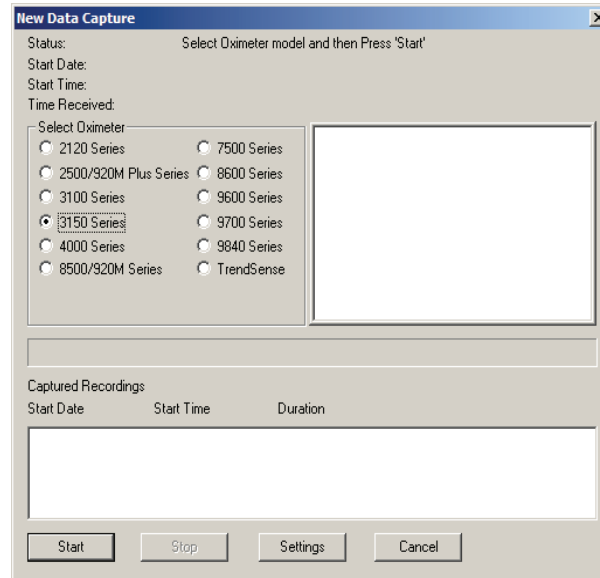 New Data Capture
Status: Select Oximeter model and then Press 'Start'
Start Date:
Start Time:
Time Received:
Select Oximeter
2120 Series 7500 Series
2500/920M Plus Series 8600 Series
3100 Series 9600 Series
3150 Series 9700 Series
4000 Series 9840 Series
8500/920M Series TrendSense
Captured Recordings
Start Date Start Time Duration
Start Stop Settings Cancel